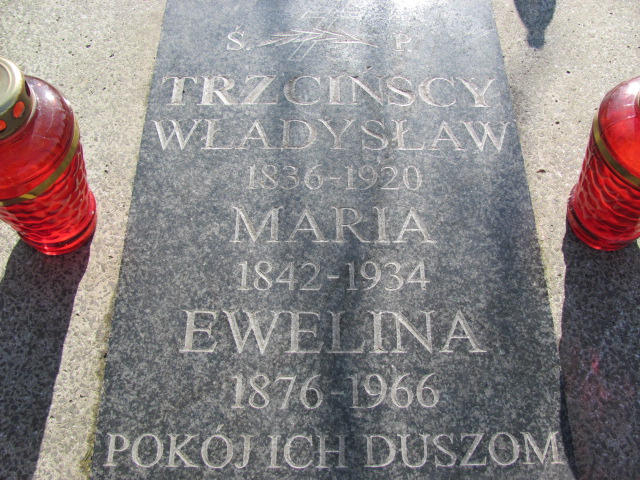 Ś. P.
TRZCIŃSCY
WŁADYSŁAW
1836-1920
MARIA
1842-1934
EWELINA
1876-1966
POKÓJ ICH DUSZOM